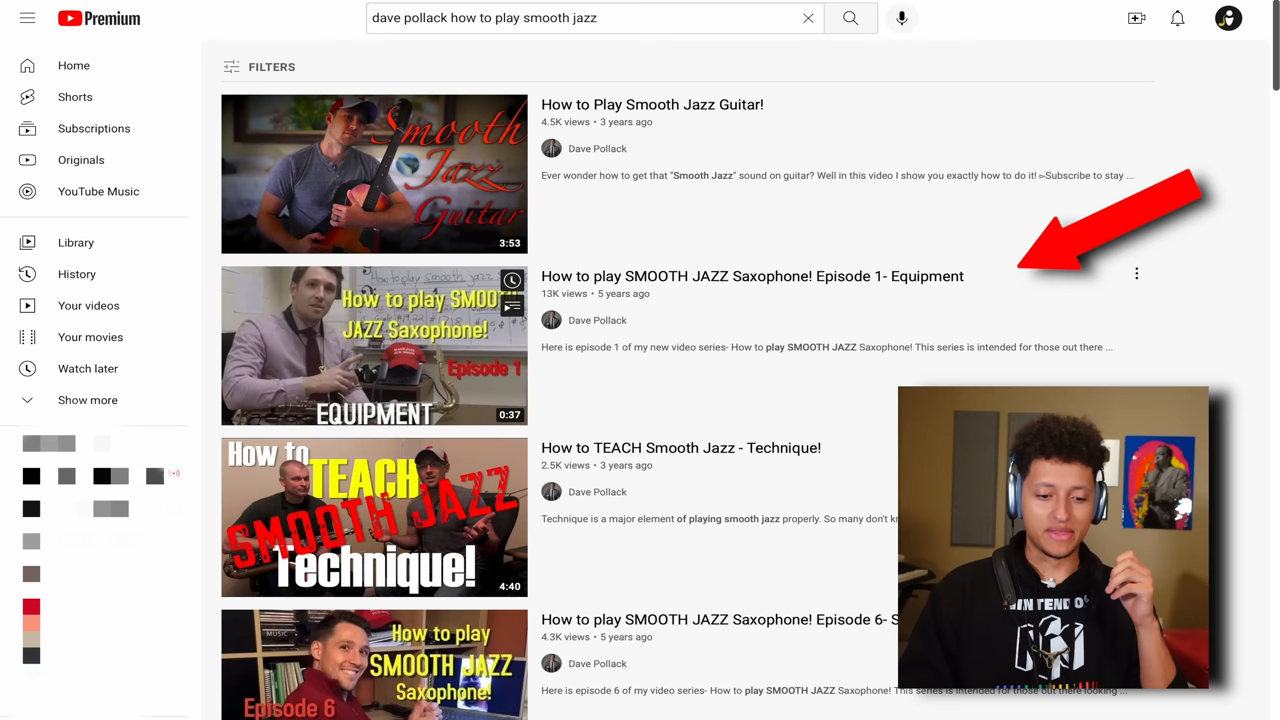 Premium
dave pollack how to play smooth jazz
Home
Shorts
Subscriptions
Originals
YouTube Music
Library
History
Your videos
Your movies
Watch later
Show more
FILTERS
Smooth
Jazz
Guitar
3:53
How to Play Smooth Jazz Guitar!
4.5K views • 3 years ago
Dave Pollack
Ever wonder how to get that "Smooth Jazz" sound on guitar? Well in this video I show you exactly how to do it! ▻Subscribe to stay ...
How to play SMOO
JAZZ Saxophone!
Episode 1
EQUIPMENT
0:37
How to play SMOOTH JAZZ Saxophone! Episode 1- Equipment
13K views • 5 years ago
Dave Pollack
Here is episode 1 of my new video series- How to play SMOOTH JAZZ Saxophone! This series is intended for those out there ...
How to
TEACH
SMOOTH JAZZ
Technique!
4:40
How to TEACH Smooth Jazz - Technique!
2.5K views • 3 years ago
Dave Pollack
Technique is a major element of playing smooth jazz properly. So many don't kn
MUSIC
How to play
SMOOTH JAZZ
Saxophone!
Episode 6
How to play SMOOTH JAZZ Saxophone! Episode 6- S
4.3K views • 5 years ago
Dave Pollack
Here is episode 6 of my video series- How to play SMOOTH JAZZ Saxophone! This series is intended for those out there looking ...
NINTENDO